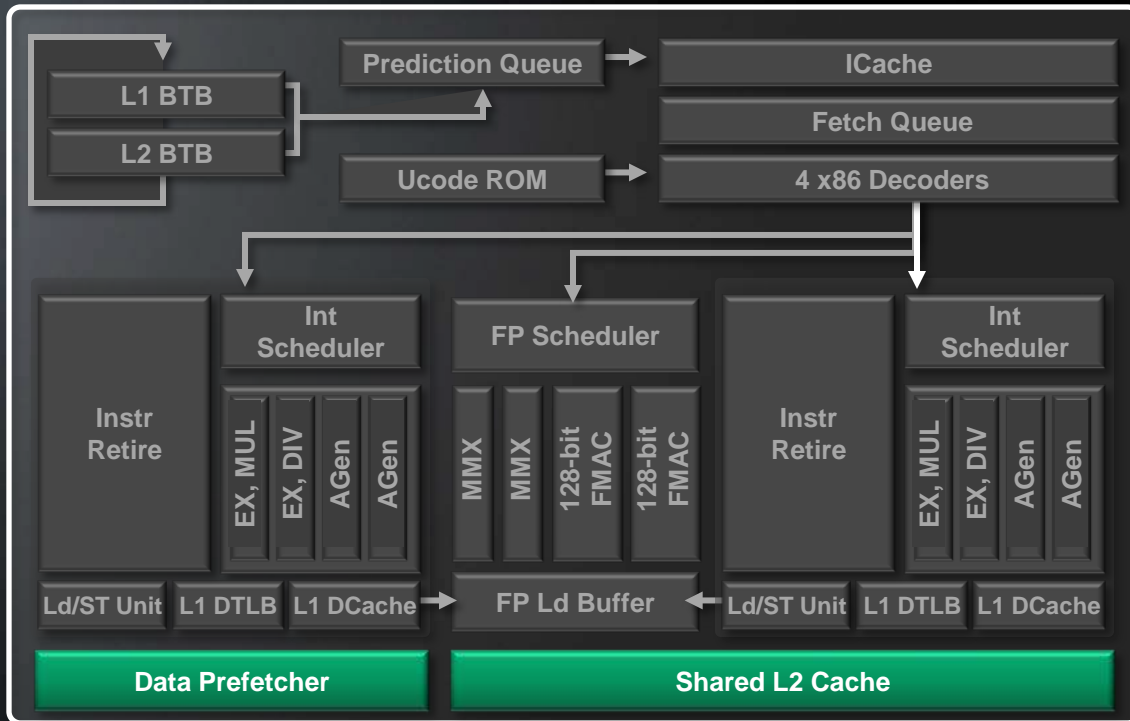 Prediction Queue
ICache
L1 BTB
Fetch Queue
L2 BTB
Ucode ROM
4 x86 Decoders
Int
Scheduler
Instr
Retire
EX, MUL
EX, DIV
AGen
AGen
Ld/ST Unit
L1 DTLB
L1 DCache
FP Scheduler
MMX
MMX
128-bit
FMAC
128-bit
FMAC
FP Ld Buffer
Int
Scheduler
Instr
Retire
EX, MUL
EX, DIV
AGen
AGen
Ld/ST Unit
L1 DTLB
L1 DCache
Data Prefetcher
Shared L2 Cache